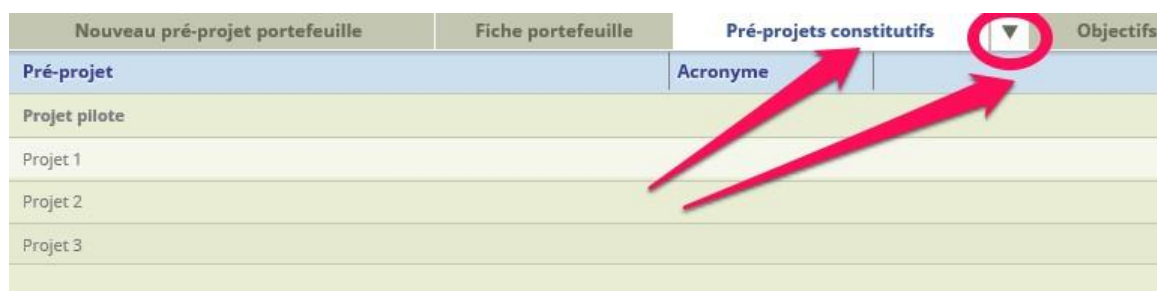 Nouveau pré-projet portefeuille Fiche portefeuille Pré-projets constitutifs ▼ Objectifs
Pré-projet Acronyme
Projet pilote
Projet 1
Projet 2
Projet 3